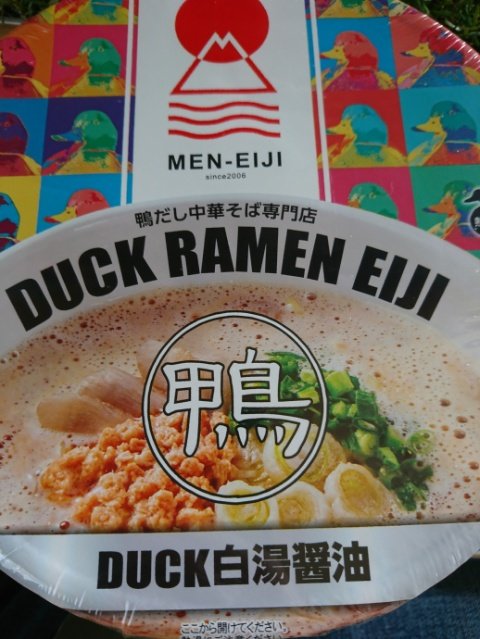 MEN-EIJI
since2006
鴨だし中華そば専門店
DUCK RAMEN EIJI
鴨
DUCK白湯醤油
ここから開けてください。